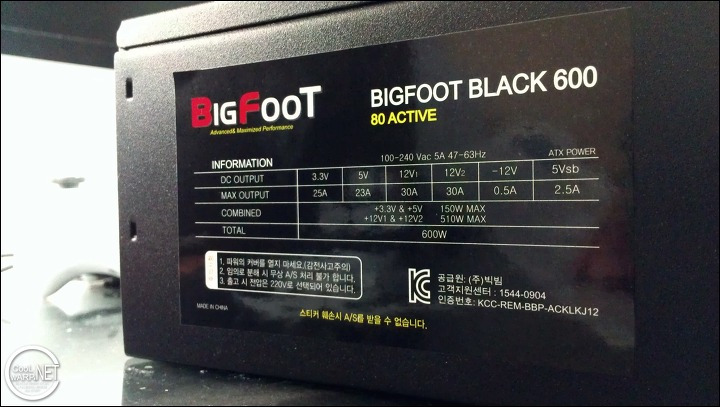 BIGFOOT
Advanced& Maximized Performance
BIGFOOT BLACK 600
80 ACTIVE
INFORMATION 100-240 Vac 5A 47-63Hz ATX POWER
DC OUTPUT 3.3V 5V 12V1 12V2 -12V 5Vsb
MAX OUTPUT 25A 23A 30A 30A 0.5A 2.5A
COMBINED +3.3V & +5V 150W MAX
+12V1 & +12V2 510W MAX
TOTAL 600W
1. 파워의 커버를 열지 마세요.(감전사고주의)
2. 임의로 분해 시 무상 A/S 처리 불가 합니다.
3. 출고 시 전압은 220V로 선택되어 있습니다.
공급원: (주)빅빔
고객지원센터 : 1544-0904
인증번호: KCC-REM-BBP-ACKLKJ12
MADE IN CHINA
스티커 훼손시 A/S를 받을 수 없습니다.
COOL
WARRA
NET